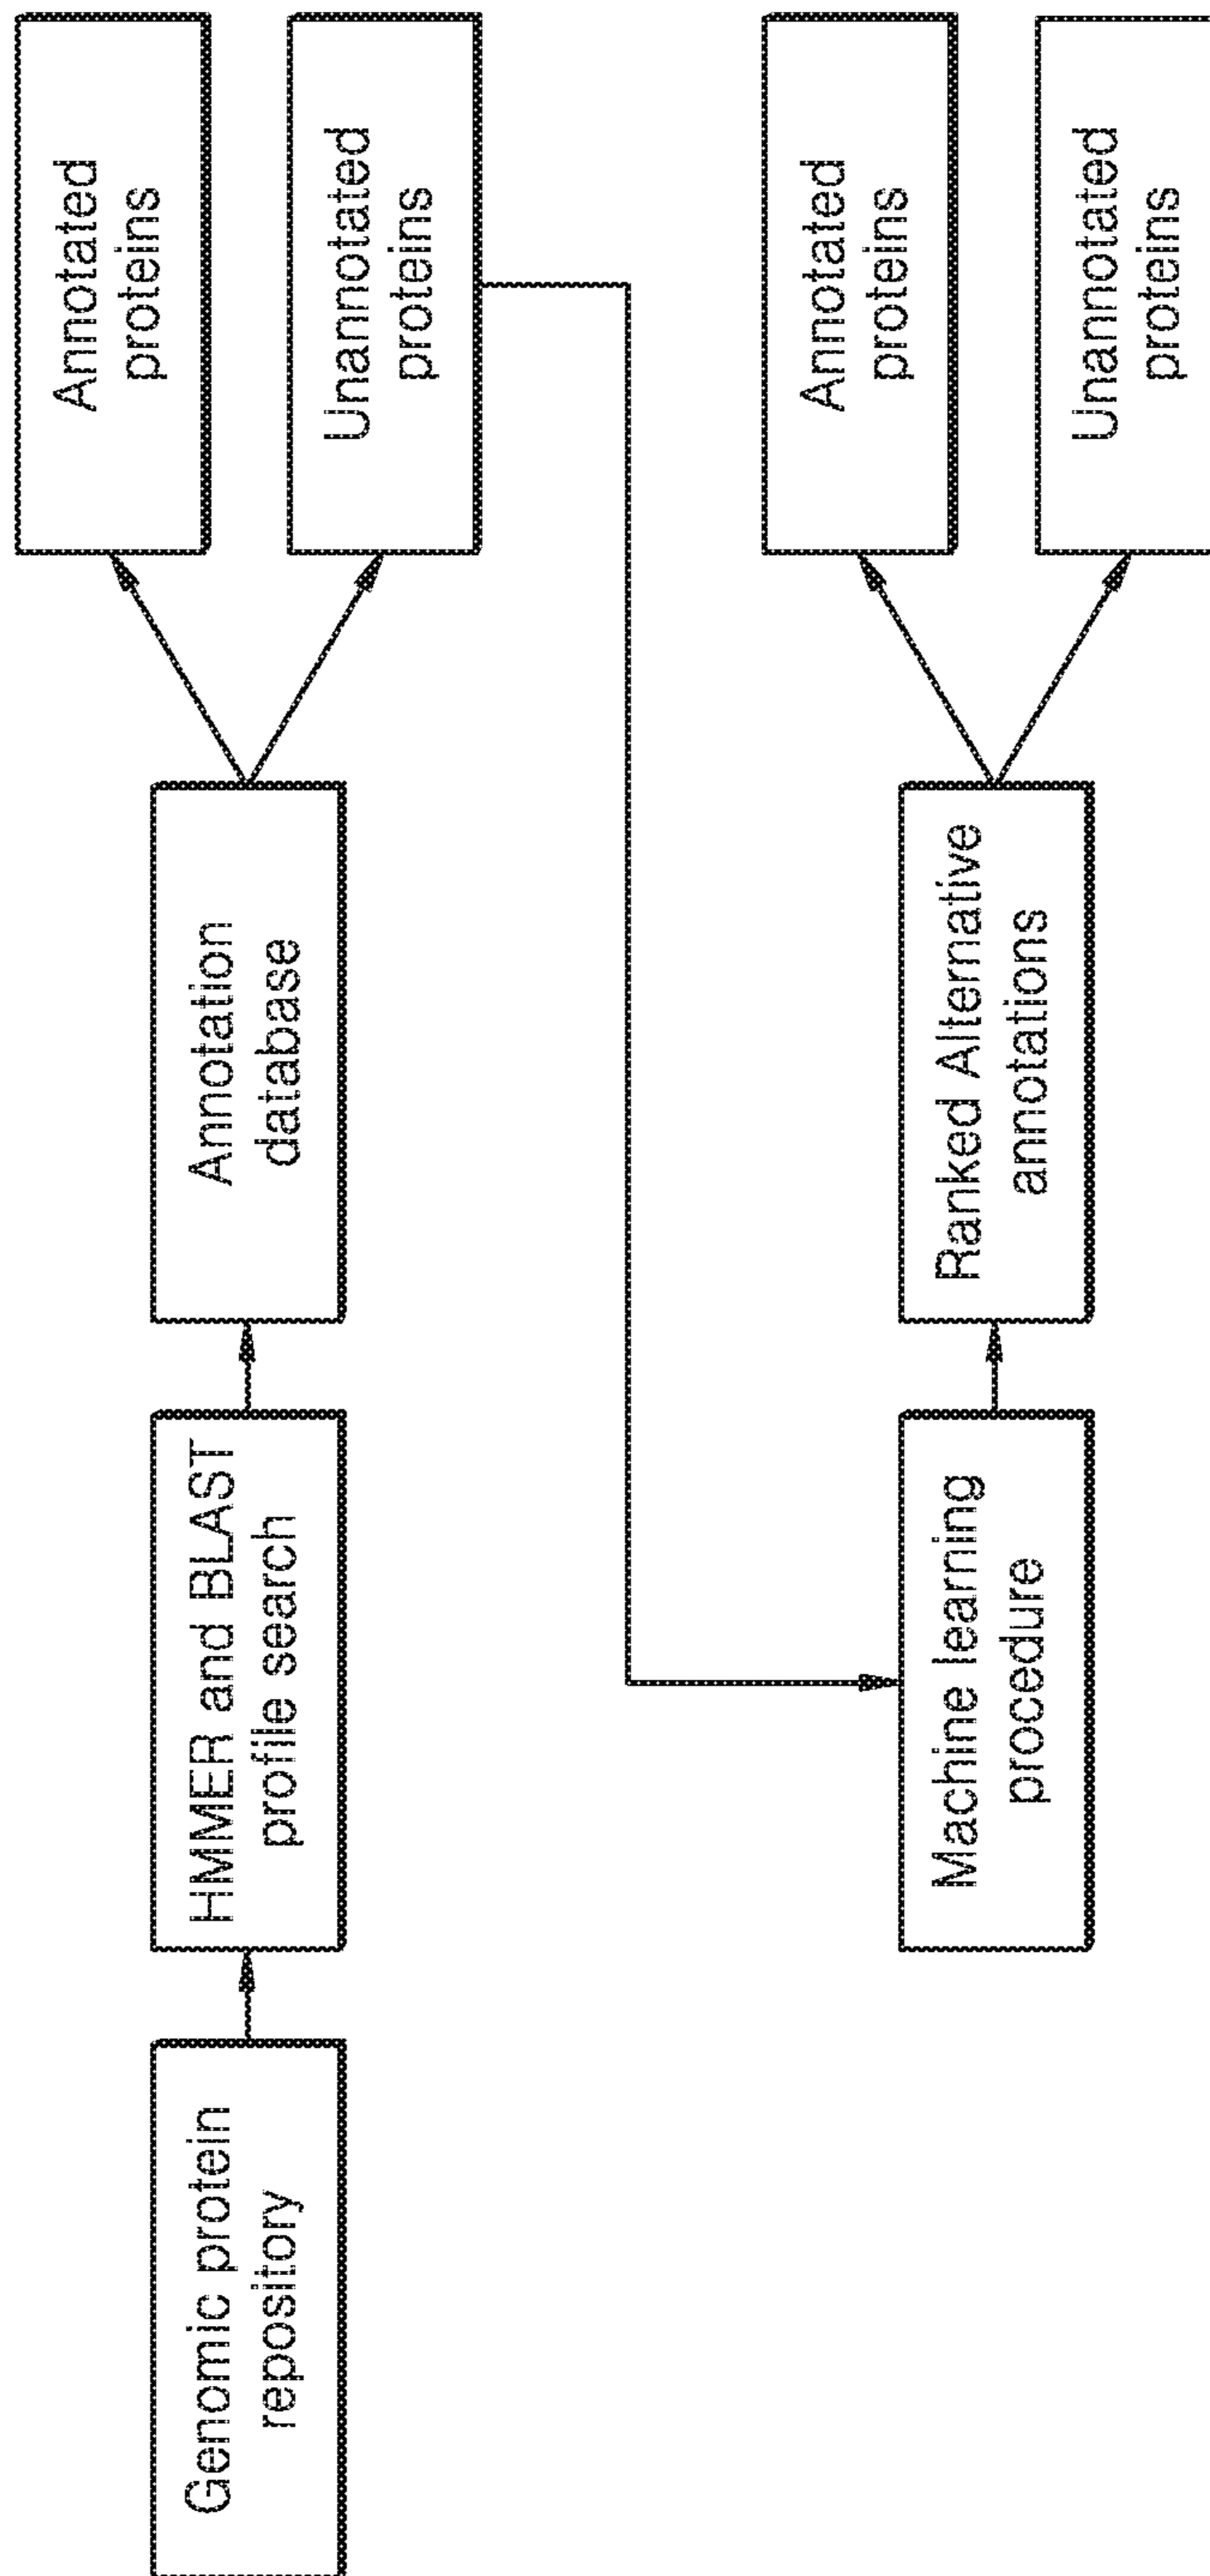 Genomic protein
repository
HMMER and BLAST
profile search
Annotation
database
Annotated
proteins
Unannotated
proteins
Machine learning
procedure
Ranked Alternative
annotations
Annotated
proteins
Unannotated
proteins